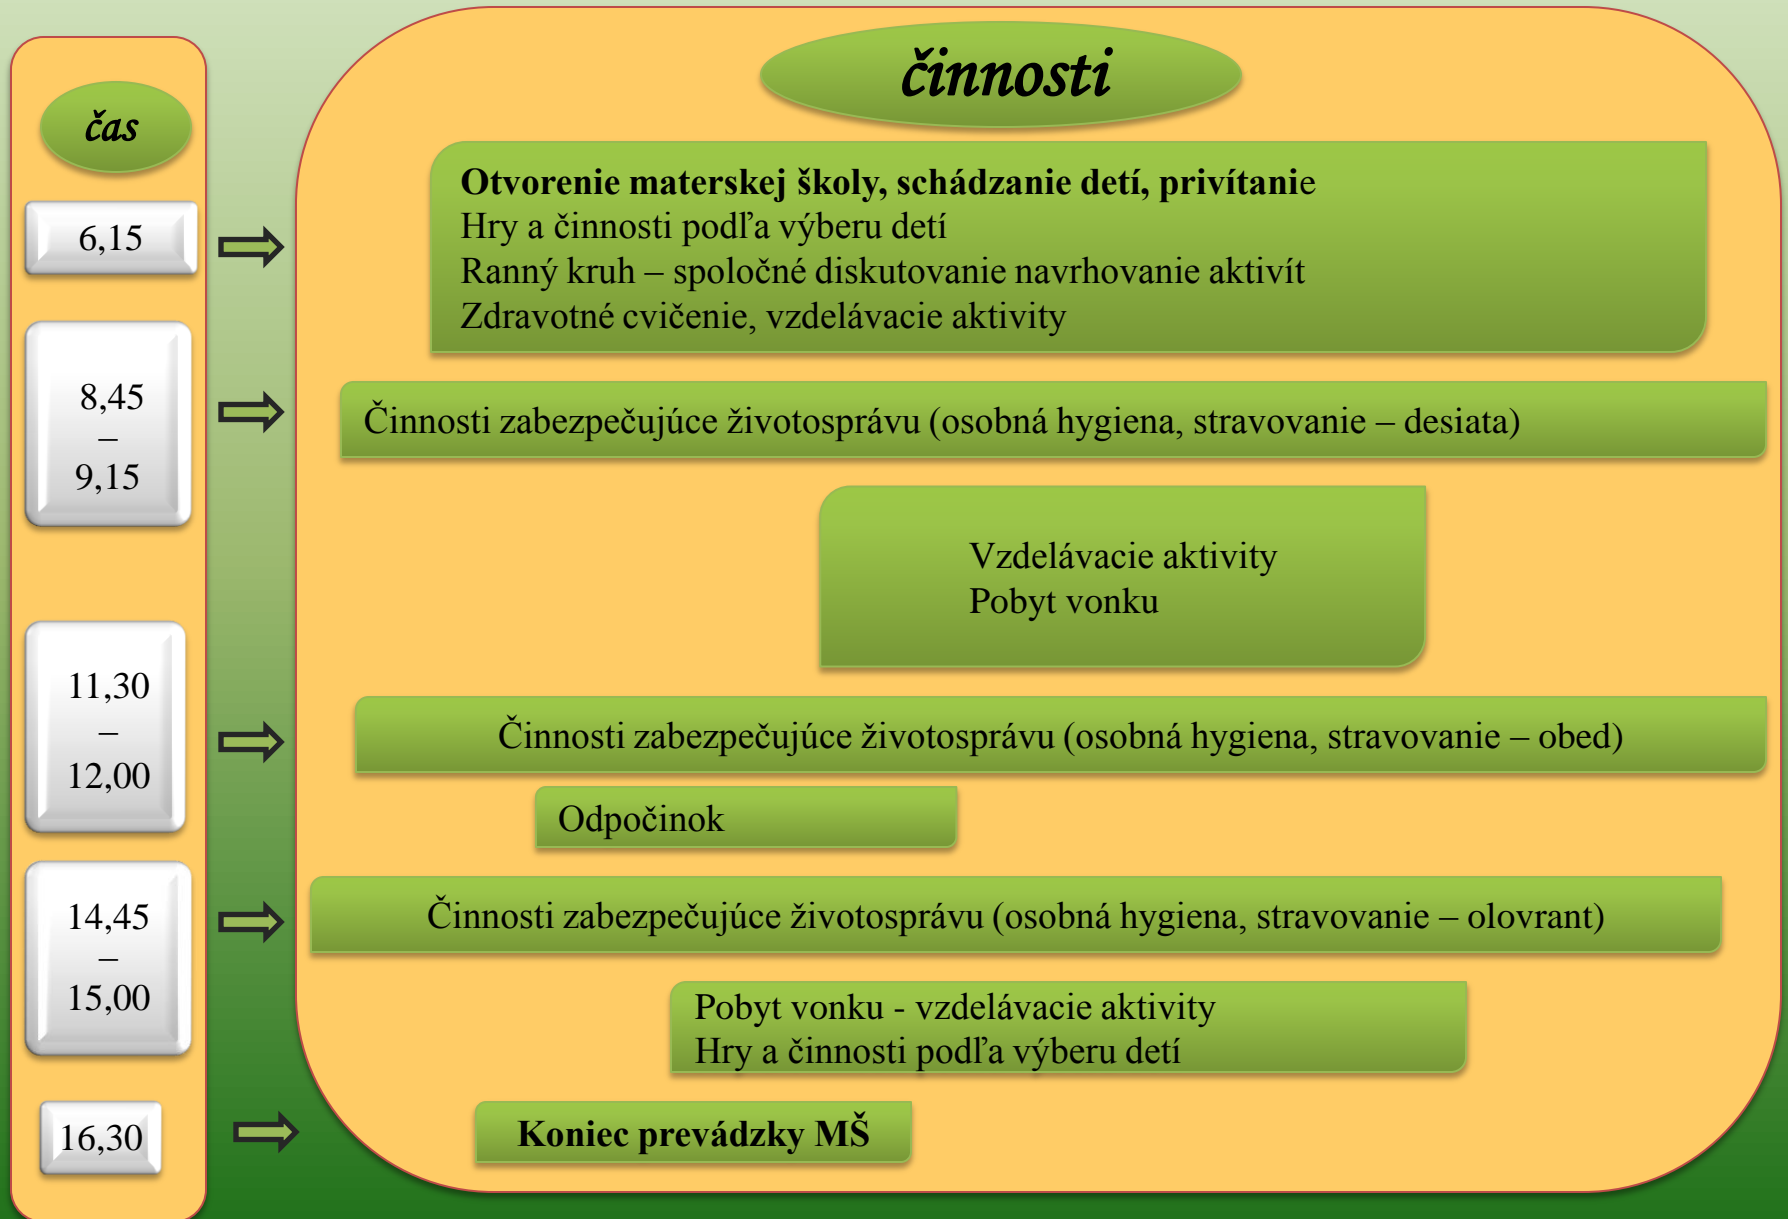 čas
činnosti
6,15
Otvorenie materskej školy, schádzanie detí, privítanie
Hry a činnosti podľa výberu detí
Ranný kruh – spoločné diskutovanie navrhovanie aktivít
Zdravotné cvičenie, vzdelávacie aktivity
8,45
–
9,15
Činnosti zabezpečujúce životosprávu (osobná hygiena, stravovanie – desiata)
Vzdelávacie aktivity
Pobyt vonku
11,30
–
12,00
Činnosti zabezpečujúce životosprávu (osobná hygiena, stravovanie – obed)
Odpočinok
14,45
–
15,00
Činnosti zabezpečujúce životosprávu (osobná hygiena, stravovanie – olovrant)
Pobyt vonku - vzdelávacie aktivity
Hry a činnosti podľa výberu detí
16,30
Koniec prevádzky MŠ